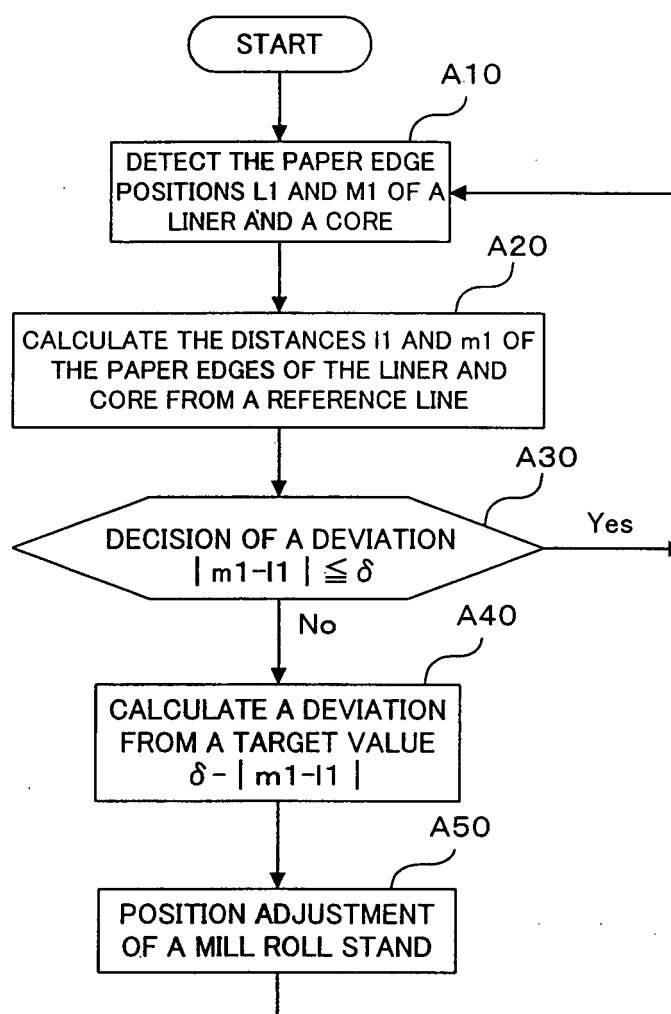 START
A10
DETECT THE PAPER EDGE
POSITIONS L1 AND M1 OF A
LINER AND A CORE
A20
CALCULATE THE DISTANCES l1 and m1 OF
THE PAPER EDGES OF THE LINER AND
CORE FROM A REFERENCE LINE
A30
DECISION OF A DEVIATION
| m1-l1 | ≦ δ
Yes
No
A40
CALCULATE A DEVIATION
FROM A TARGET VALUE
δ - | m1-l1 |
A50
POSITION ADJUSTMENT
OF A MILL ROLL STAND